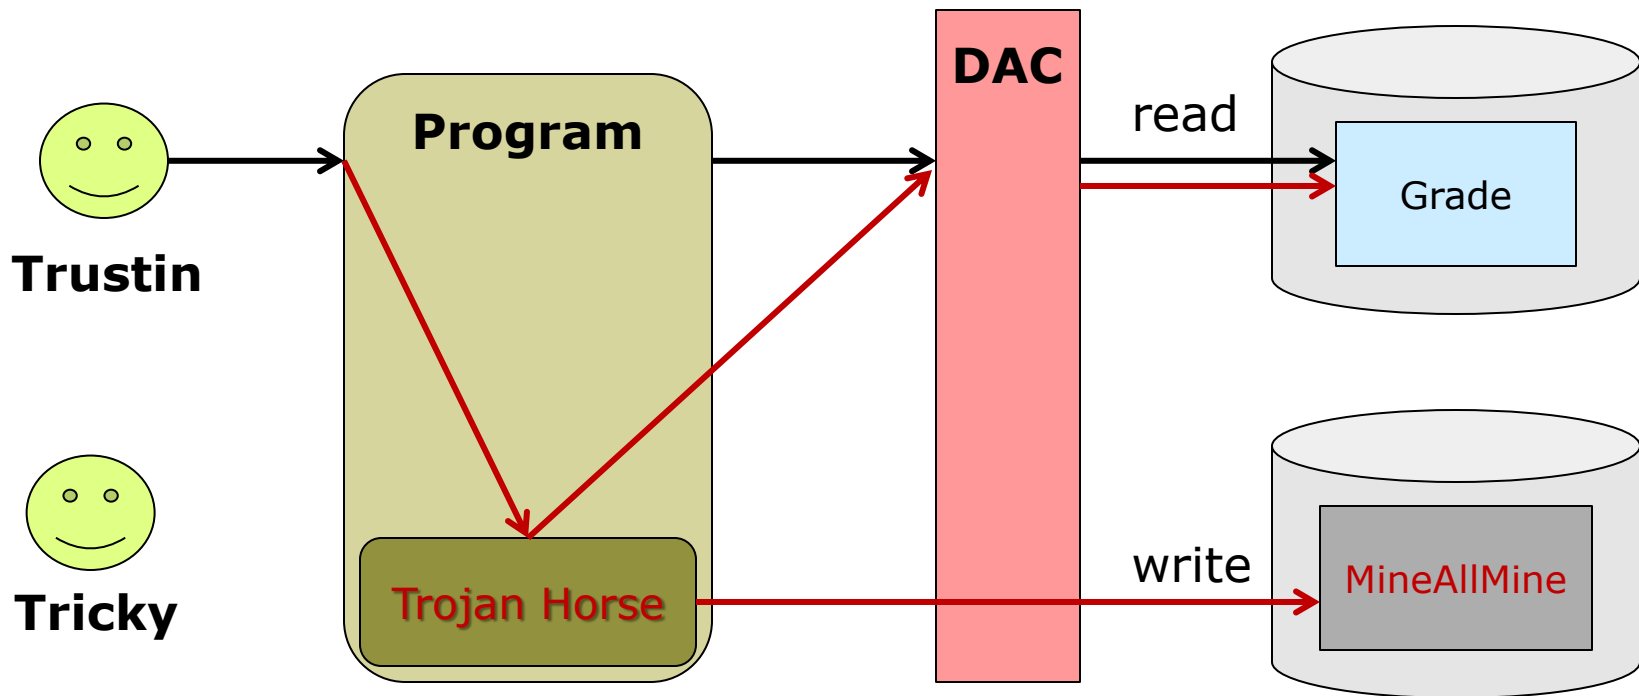 DAC
Program
read
Grade
Trustin
write
MineAllMine
Trojan Horse
Tricky